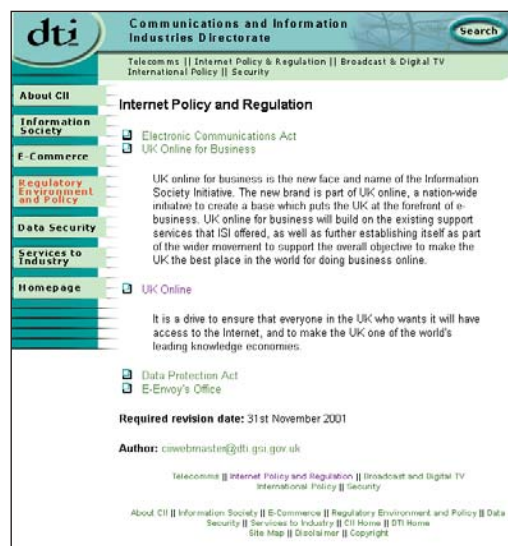 dti
Communications and Information
Industries Directorate
Search
Telecomms || Internet Policy & Regulation || Broadcast & Digital TV
International Policy || Security
About CII
Information
Society
E-Commerce
Regulatory
Environment
and Policy
Data Security
Services to
Industry
Homepage
Internet Policy and Regulation
Electronic Communications Act
UK Online for Business
UK online for business is the new face and name of the Information
Society Initiative. The new brand is part of UK online, a nation-wide
initiative to create a base which puts the UK at the forefront of e-
business. UK online for business will build on the existing support
services that ISI offered, as well as further establishing itself as part
of the wider movement to support the overall objective to make the
UK the best place in the world for doing business online.
UK Online
It is a drive to ensure that everyone in the UK who wants it will have
access to the Internet, and to make the UK one of the world's
leading knowledge economies.
Data Protection Act
E-Envoy's Office
Required revision date: 31st November 2001
Author: ciiwebmaster@dti.gsi.gov.uk
Telecomms || Internet Policy and Regulation || Broadcast and Digital TV
International Policy || Security
About CII || Information Society || E-Commerce || Regulatory Environment and Policy || Data
Security || Services to Industry || CII Home || DTI Home
Site Map || Disclaimer || Copyright